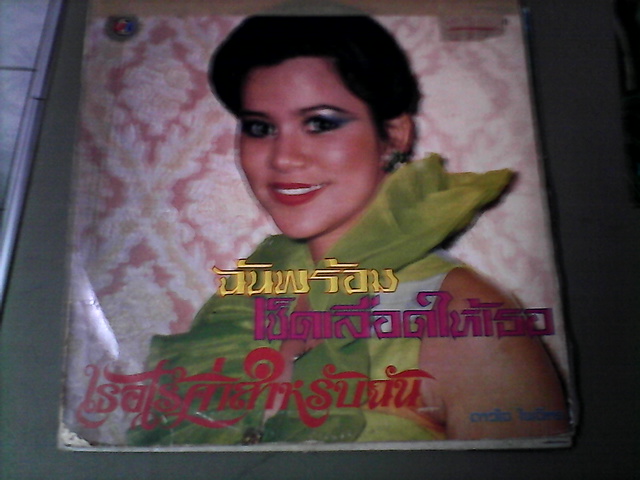 ฉันพร้อม
เช็ดเลือดให้เธอ
เธอไร้ค่าสำหรับฉัน